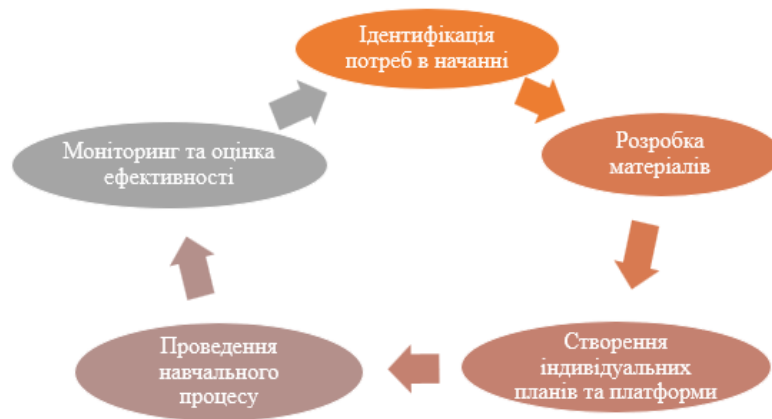 Ідентифікація
потреб в начанні
Розробка
матеріалів
Створення
індивідуальних
планів та платформи
Проведення
навчального
процесу
Моніторинг та оцінка
ефективності